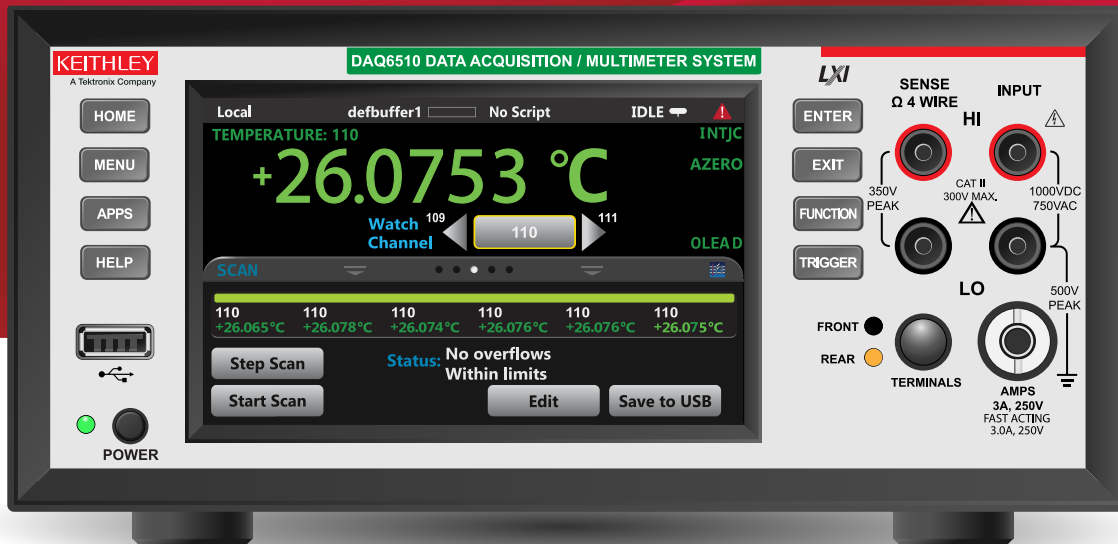 KEITHLEY
A Tektronix Company
DAQ6510 DATA ACQUISITION / MULTIMETER SYSTEM
LXI
HOME
MENU
APPS
HELP
POWER
Local defbuffer1 No Script IDLE
TEMPERATURE: 110 INTJC
+26.0753 °C AZERO
Watch Channel 109 110 111
OLEAD
SCAN
110 110 110 110 110 110
+26.065°C +26.078°C +26.074°C +26.076°C +26.076°C +26.075°C
Step Scan
Status: No overflows
Within limits
Start Scan Edit Save to USB
ENTER
EXIT
FUNCTION
TRIGGER
SENSE
Ω 4 WIRE
INPUT
HI
350V
PEAK
CAT II
300V MAX.
1000VDC
750VAC
LO
500V
PEAK
FRONT
REAR
TERMINALS
AMPS
3A, 250V
FAST ACTING
3.0A, 250V